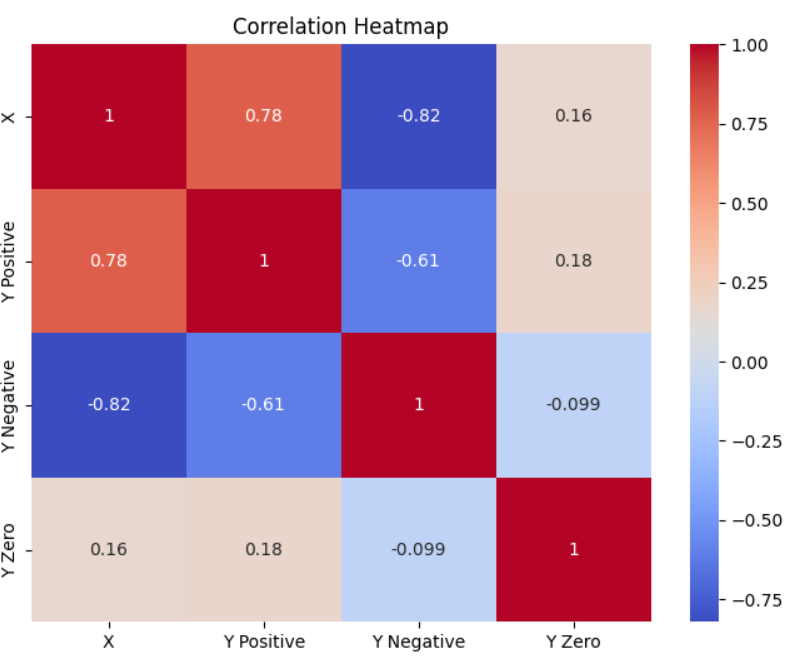 Correlation Heatmap
X 1 0.78 -0.82 0.16
Y Positive 0.78 1 -0.61 0.18
Y Negative -0.82 -0.61 1 -0.099
Y Zero 0.16 0.18 -0.099 1
X Y Positive Y Negative Y Zero
1.00
0.75
0.50
0.25
0.00
−0.25
−0.50
−0.75